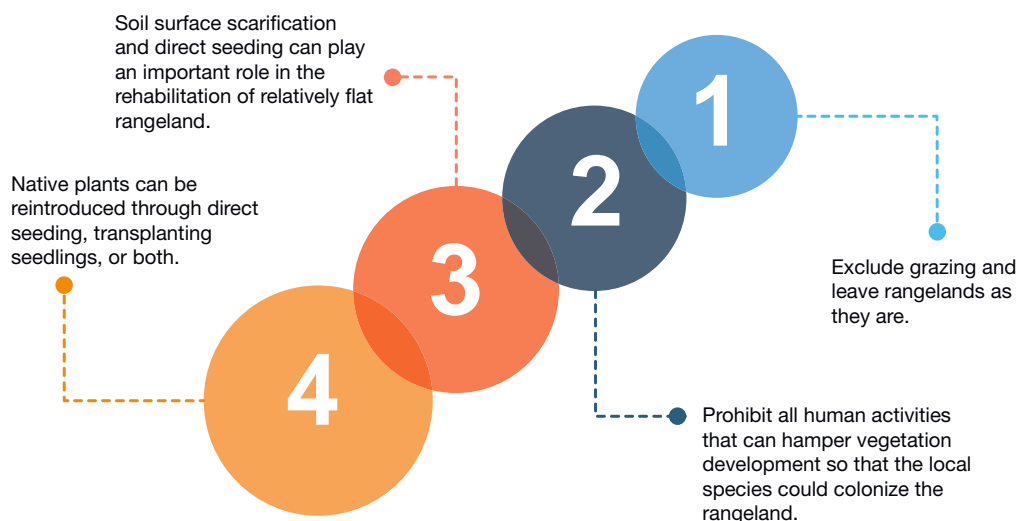 1
Exclude grazing and
leave rangelands as
they are.
2
Prohibit all human activities
that can hamper vegetation
development so that the local
species could colonize the
rangeland.
3
Soil surface scarification
and direct seeding can play
an important role in the
rehabilitation of relatively flat
rangeland.
4
Native plants can be
reintroduced through direct
seeding, transplanting
seedlings, or both.